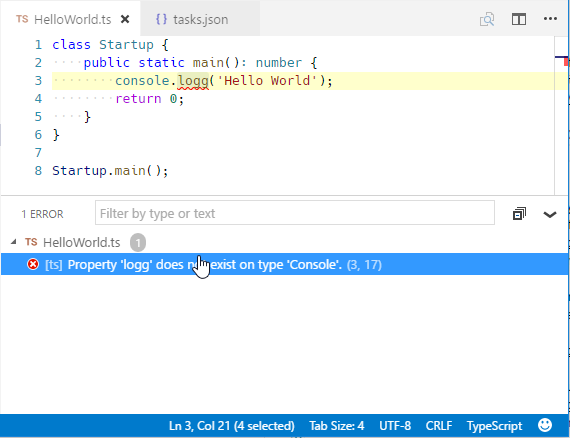 TS HelloWorld.ts × { } tasks.json
1 class Startup {
2 public static main(): number {
3 console.logg('Hello World');
4 return 0;
5 }
6 }
7
8 Startup.main();
1 ERROR Filter by type or text
TS HelloWorld.ts 1
[ts] Property 'logg' does exist on type 'Console'. (3, 17)
Ln 3, Col 21 (4 selected) Tab Size: 4 UTF-8 CRLF TypeScript